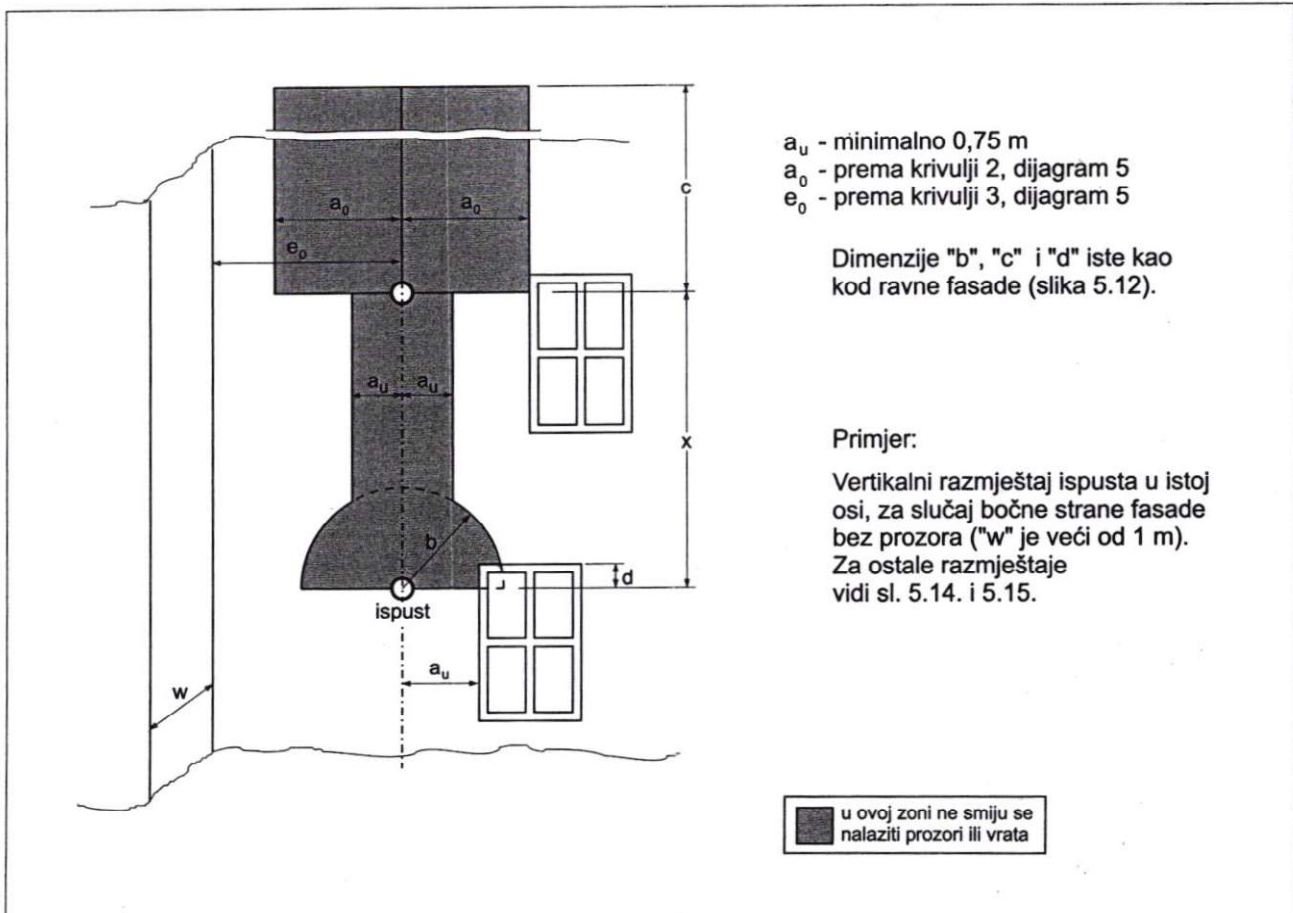 c
a₀ a₀
e₀
aᵤ aᵤ
x
b
d
ispust
aᵤ
w
aᵤ - minimalno 0,75 m
a₀ - prema krivulji 2, dijagram 5
e₀ - prema krivulji 3, dijagram 5
Dimenzije "b", "c" i "d" iste kao
kod ravne fasade (slika 5.12).
Primjer:
Vertikalni razmještaj ispusta u istoj
osi, za slučaj bočne strane fasade
bez prozora ("w" je veći od 1 m).
Za ostale razmještaje
vidi sl. 5.14. i 5.15.
u ovoj zoni ne smiju se
nalaziti prozori ili vrata